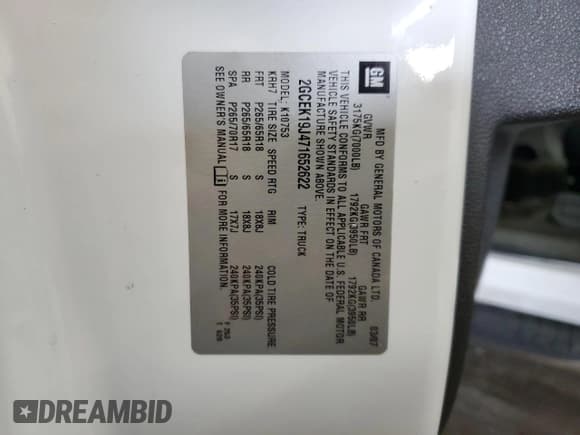 GM
MFD BY GENERAL MOTORS OF CANADA LTD. 03/07
GVWR GAWR FRT GAWR RR
3175KG(7000LB) 1792KG(3950LB) 1792KG(3950LB)
THIS VEHICLE CONFORMS TO ALL APPLICABLE U.S. FEDERAL MOTOR
VEHICLE SAFETY STANDARDS IN EFFECT ON THE DATE OF
MANUFACTURE SHOWN ABOVE.
2GCEK19J471652622 TYPE: TRUCK
MODEL: K10753
KRH7 TIRE SIZE SPEED RTG RIM COLD TIRE PRESSURE
FRT P265/65R18 S 18X8J 240KPA(35PSI)
RR P265/65R18 S 18X8J 240KPA(35PSI)
SPA P265/70R17 S 17X7J 240KPA(35PSI)
SEE OWNER'S MANUAL FOR MORE INFORMATION.
DREAMBID